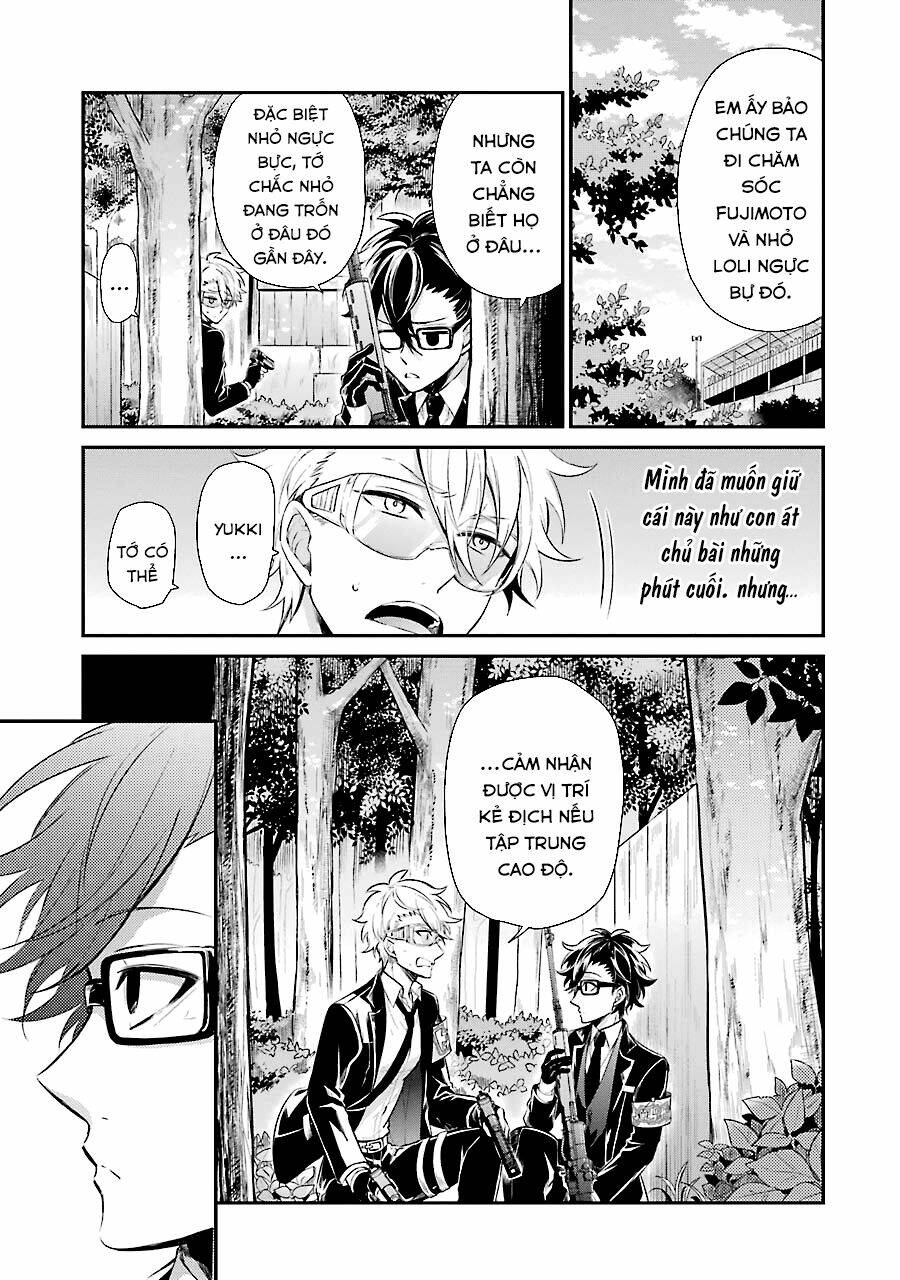 EM ẤY BẢO
CHÚNG TA
ĐI CHĂM
SÓC
FUJIMOTO
VÀ NHỎ
LOLI NGỰC
BỰ ĐÓ.
NHƯNG
TA CÒN
CHẲNG
BIẾT HỌ
Ở ĐÂU...
ĐẶC BIỆT
NHỎ NGỰC
BỰC, TỚ
CHẮC NHỎ
ĐANG TRỐN
Ở ĐÂU ĐÓ
GẦN ĐÂY.
...
Mình đã muốn giữ
cái này như con át
chủ bài những
phút cuối. nhưng...
YUKKI
...
TỚ CÓ
THỂ
...CẢM NHẬN
ĐƯỢC VỊ TRÍ
KẺ ĐỊCH NẾU
TẬP TRUNG
CAO ĐỘ.